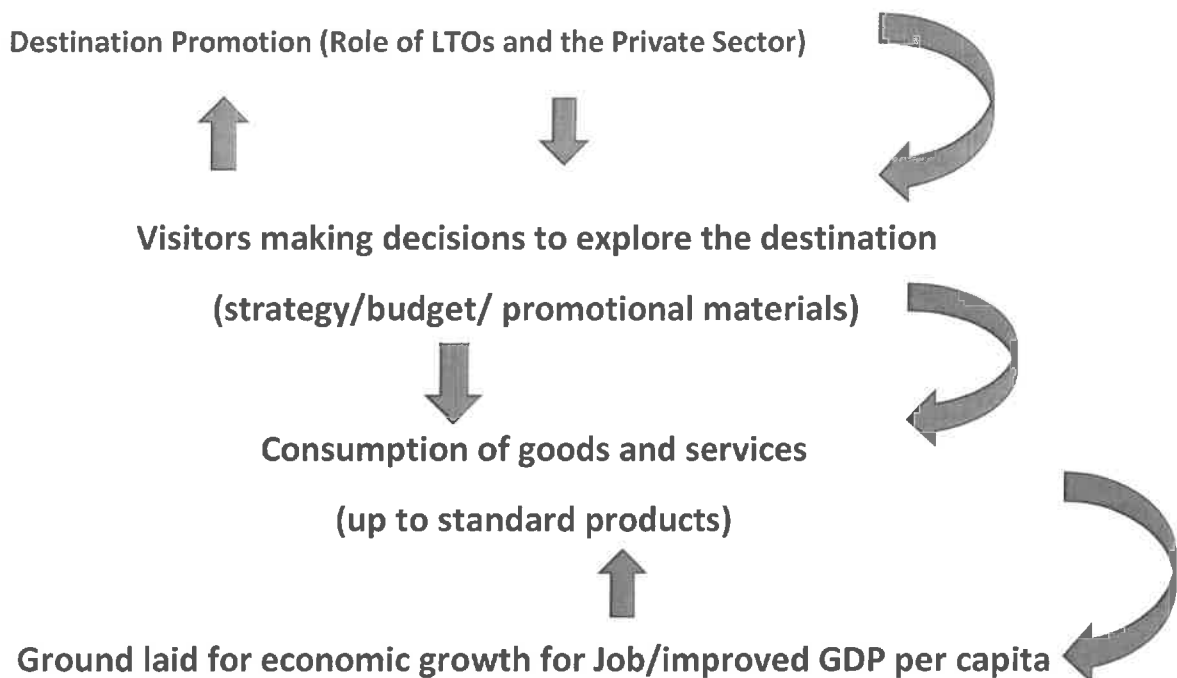 Destination Promotion (Role of LTOs and the Private Sector)
Visitors making decisions to explore the destination
(strategy/budget/ promotional materials)
Consumption of goods and services
(up to standard products)
Ground laid for economic growth for Job/improved GDP per capita